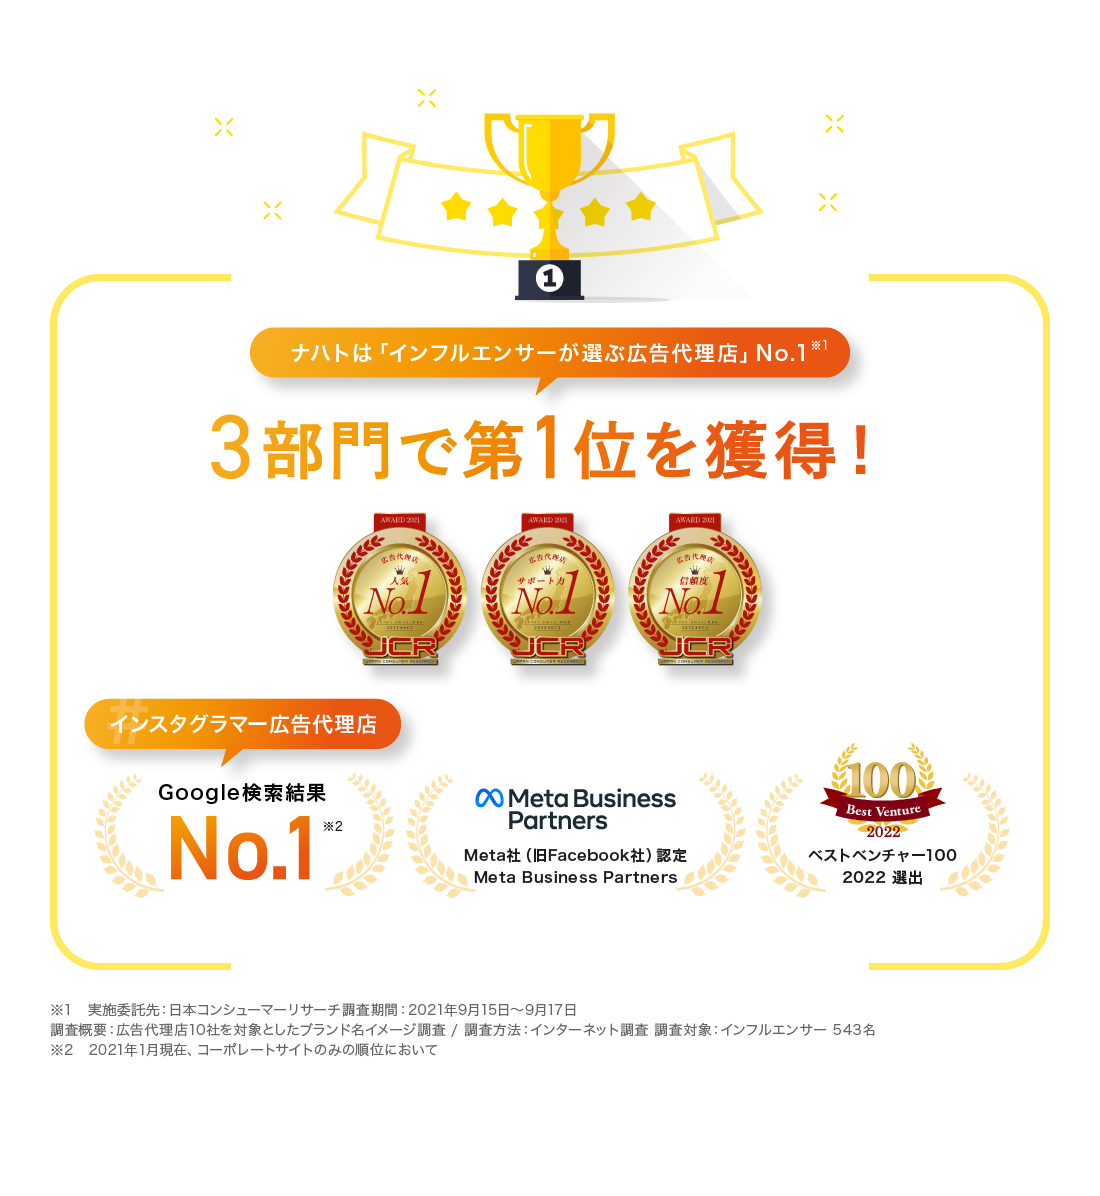 1
ナハトは「インフルエンサーが選ぶ広告代理店」No.1※1
3部門で第1位を獲得！
AWARD 2021
広告代理店
人気
No.1
JCR
JAPAN CONSUMER RESEARCH
AWARD 2021
広告代理店
サポート力
No.1
JCR
JAPAN CONSUMER RESEARCH
AWARD 2021
広告代理店
信頼度
No.1
JCR
JAPAN CONSUMER RESEARCH
#
インスタグラマー広告代理店
Google検索結果
No.1※2
Meta Business
Partners
Meta社（旧Facebook社）認定
Meta Business Partners
100
Best Venture
2022
ベストベンチャー100
2022 選出
※1　実施委託先：日本コンシューマーリサーチ調査期間：2021年9月15日〜9月17日
調査概要：広告代理店10社を対象としたブランド名イメージ調査 / 調査方法：インターネット調査 調査対象：インフルエンサー 543名
※2　2021年1月現在、コーポレートサイトのみの順位において